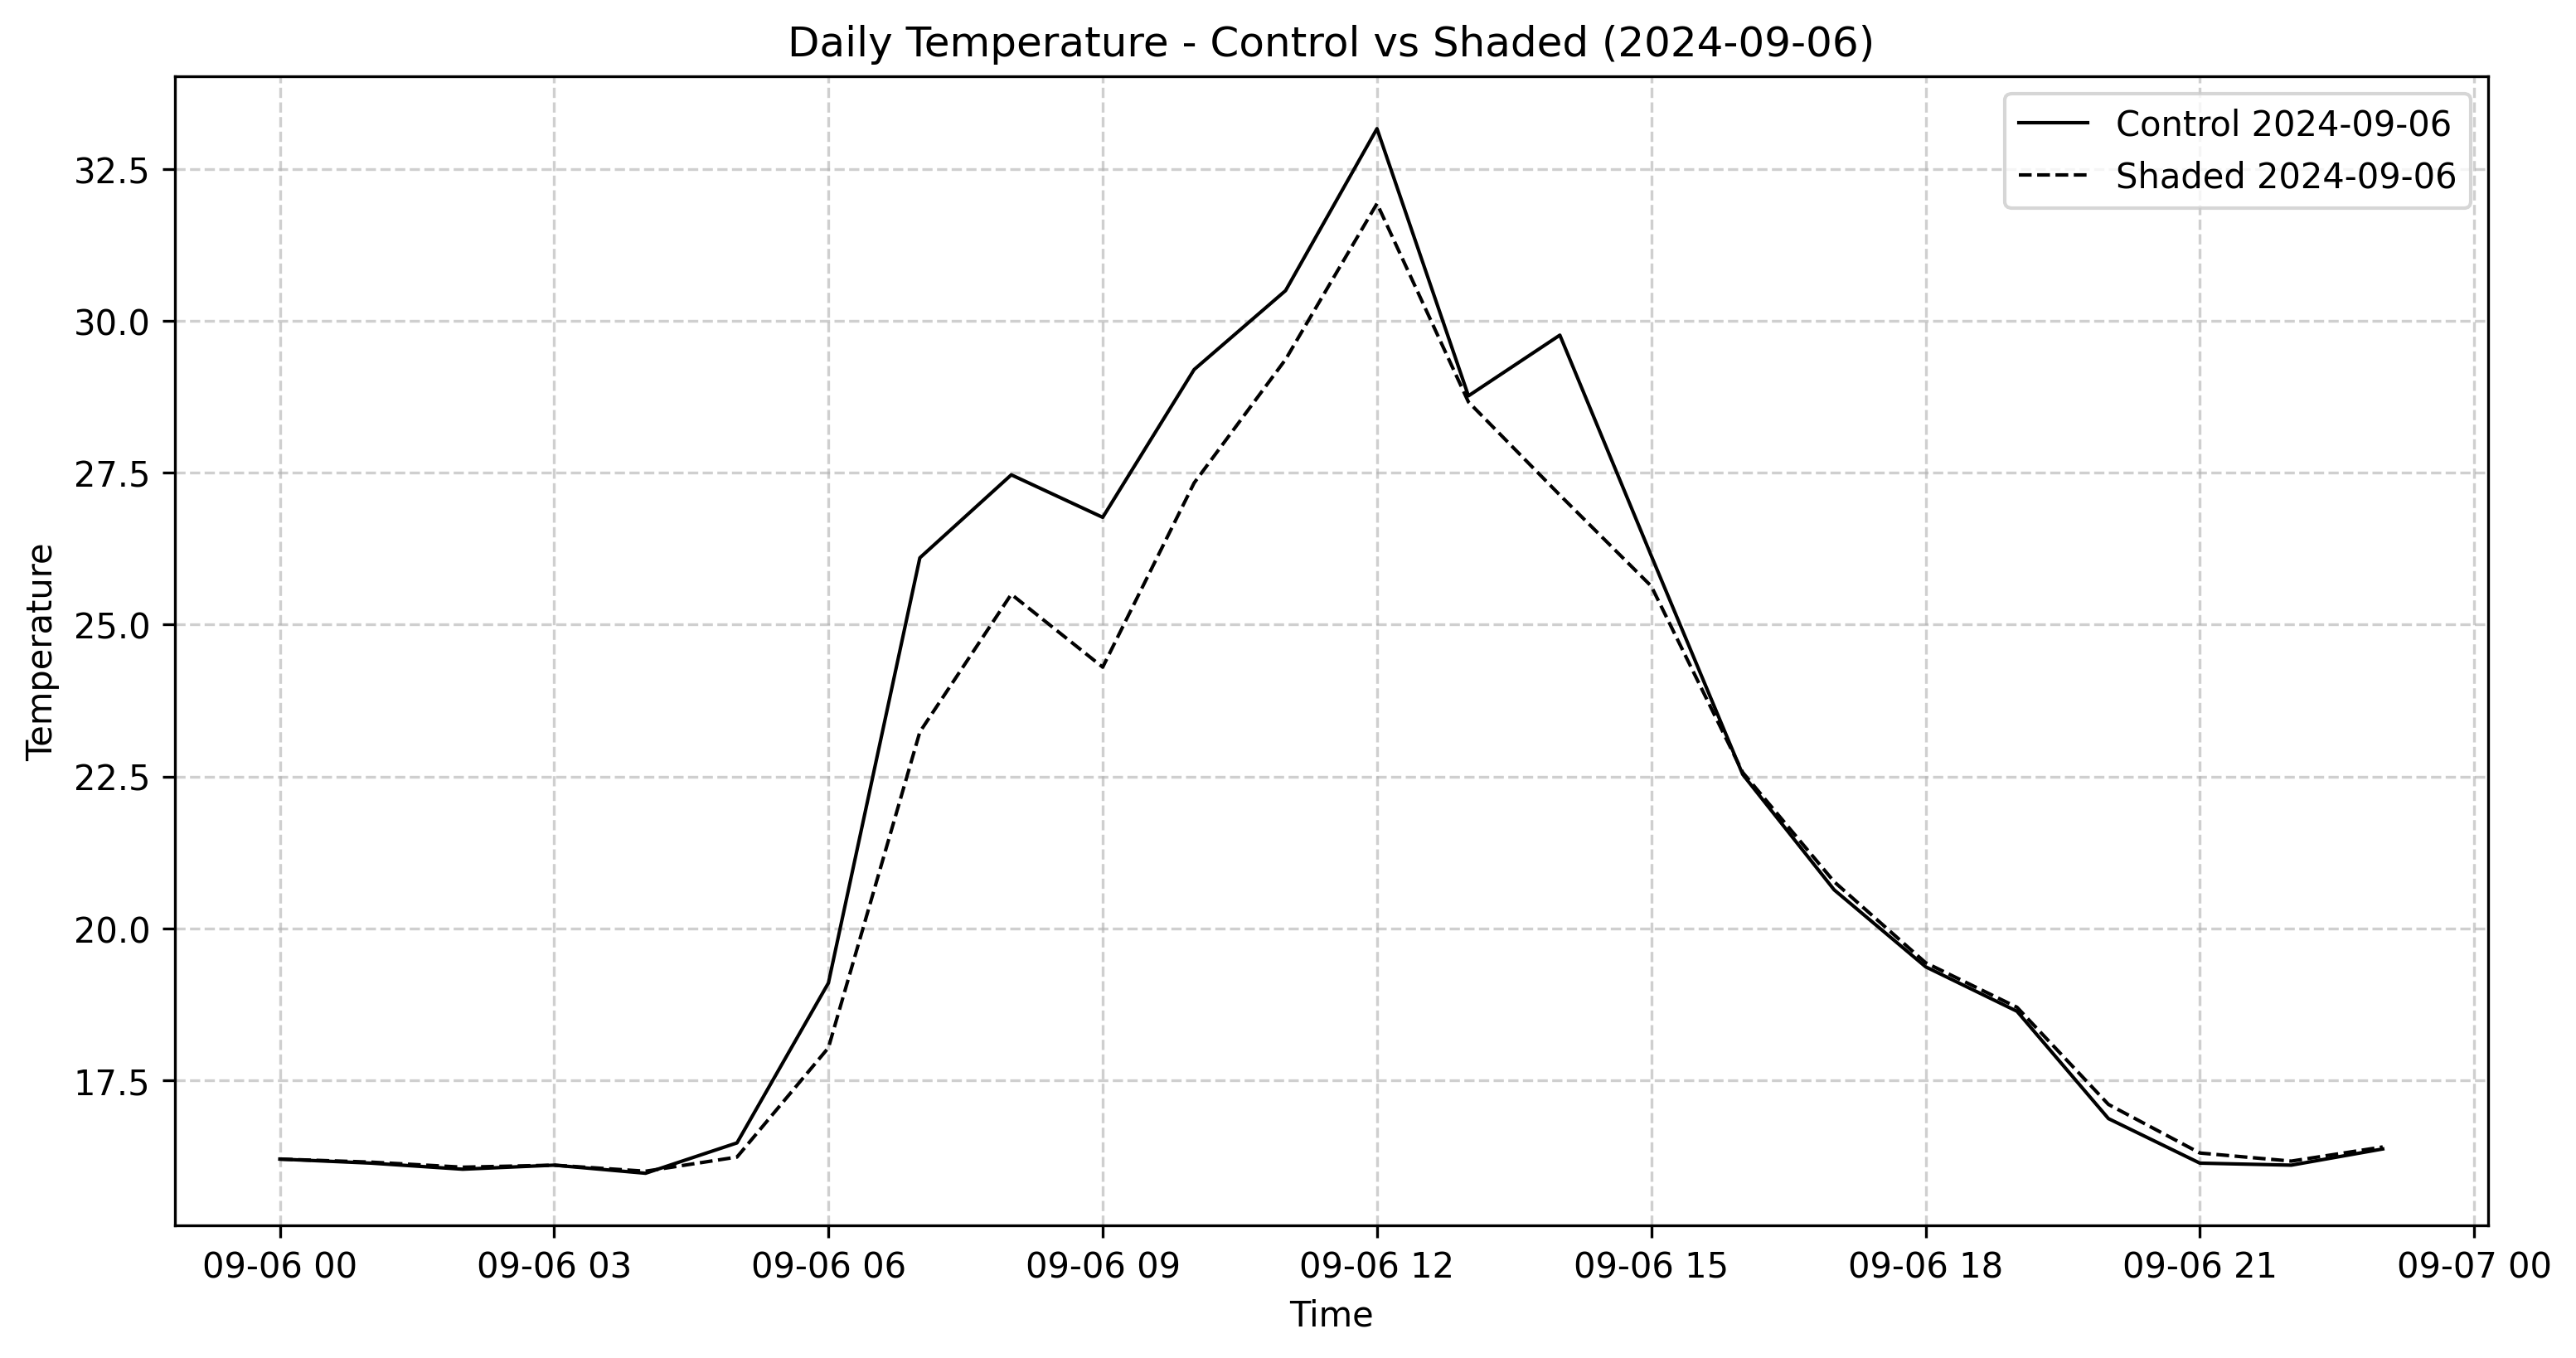 Daily Temperature - Control vs Shaded (2024-09-06)
Control 2024-09-06
Shaded 2024-09-06
32.5
30.0
27.5
25.0
22.5
20.0
17.5
Temperature
09-06 00 09-06 03 09-06 06 09-06 09 09-06 12 09-06 15 09-06 18 09-06 21 09-07 00
Time